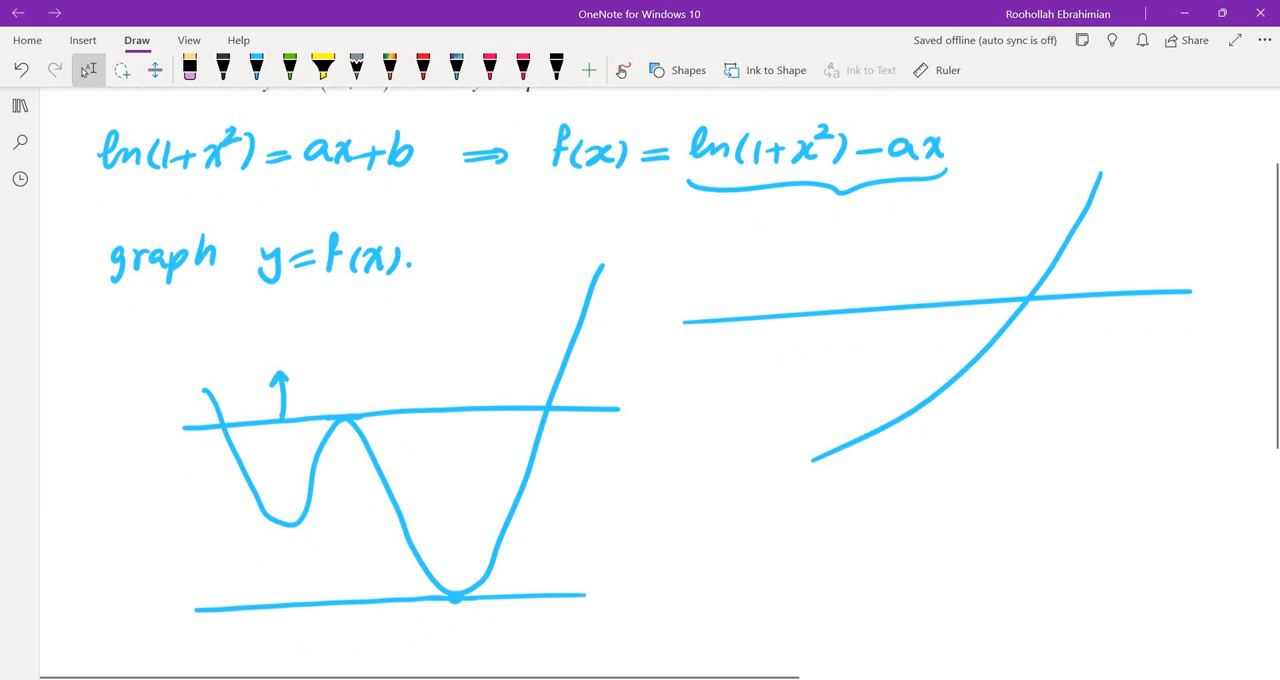 OneNote for Windows 10
Roohollah Ebrahimian
Home Insert Draw View Help
Saved offline (auto sync is off) Share
Shapes Ink to Shape Ink to Text Ruler
ln(1+x²) = ax+b ⇒ f(x) = ln(1+x²) – ax
graph y=f(x).